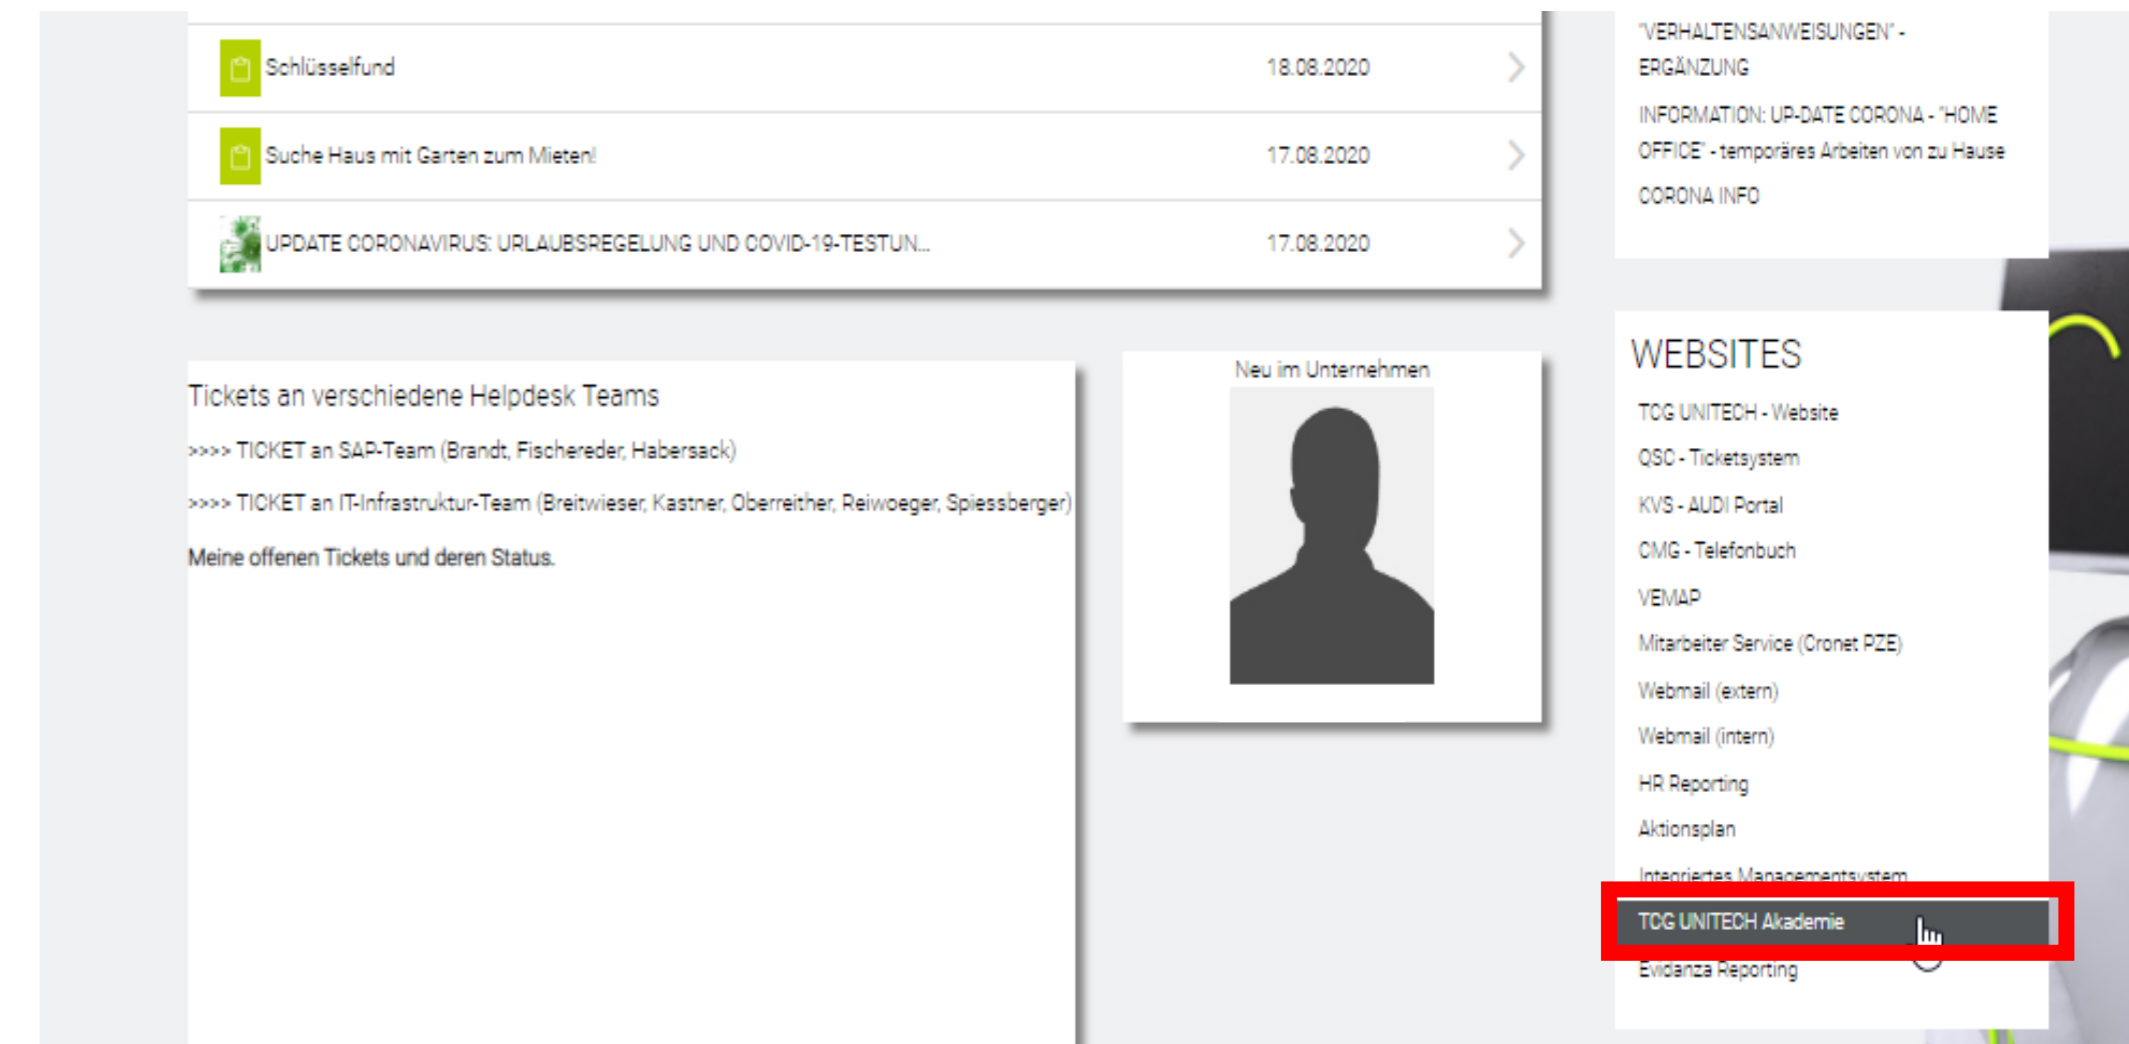 Schlüsselfund 18.08.2020
Suche Haus mit Garten zum Mieten! 17.08.2020
UPDATE CORONAVIRUS: URLAUBSREGELUNG UND COVID-19-TESTUN... 17.08.2020
Tickets an verschiedene Helpdesk Teams
>>>> TICKET an SAP-Team (Brandt, Fischereder, Habersack)
>>>> TICKET an IT-Infrastruktur-Team (Breitwieser, Kastner, Oberreither, Reiwoeger, Spiessberger)
Meine offenen Tickets und deren Status.
Neu im Unternehmen
"VERHALTENSANWEISUNGEN" -
ERGÄNZUNG
INFORMATION: UP-DATE CORONA - "HOME
OFFICE" - temporäres Arbeiten von zu Hause
CORONA INFO
WEBSITES
TCG UNITECH - Website
QSC - Ticketsystem
KVS - AUDI Portal
CMG - Telefonbuch
VEMAP
Mitarbeiter Service (Cronet PZE)
Webmail (extern)
Webmail (intern)
HR Reporting
Aktionsplan
Integriertes Managementsystem
TCG UNITECH Akademie
Evidanza Reporting